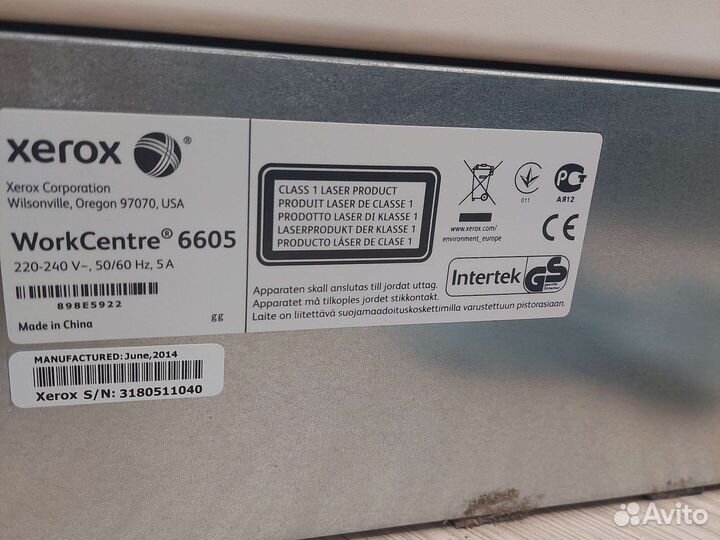 xerox ®
Xerox Corporation
Wilsonville, Oregon 97070, USA
WorkCentre® 6605
220-240 V~, 50/60 Hz, 5 A
898E5922
Made in China
gg
CLASS 1 LASER PRODUCT
PRODUIT LASER DE CLASSE 1
PRODOTTO LASER DI KLASSE 1
LASERPRODUKT DER KLASSE 1
PRODUCTO LÁSER DE CLASE 1
Apparaten skall anslutas till jordat uttag.
Apparatet må tilkoples jordet stikkontakt.
Laite on liitettävä suojamaadoituskoskettimilla varustettuun pistorasiaan.
www.xerox.com/
environment_europe
011
АЯ12
CE
Intertek
GS
MANUFACTURED: June,2014
Xerox S/N: 3180511040
Avito